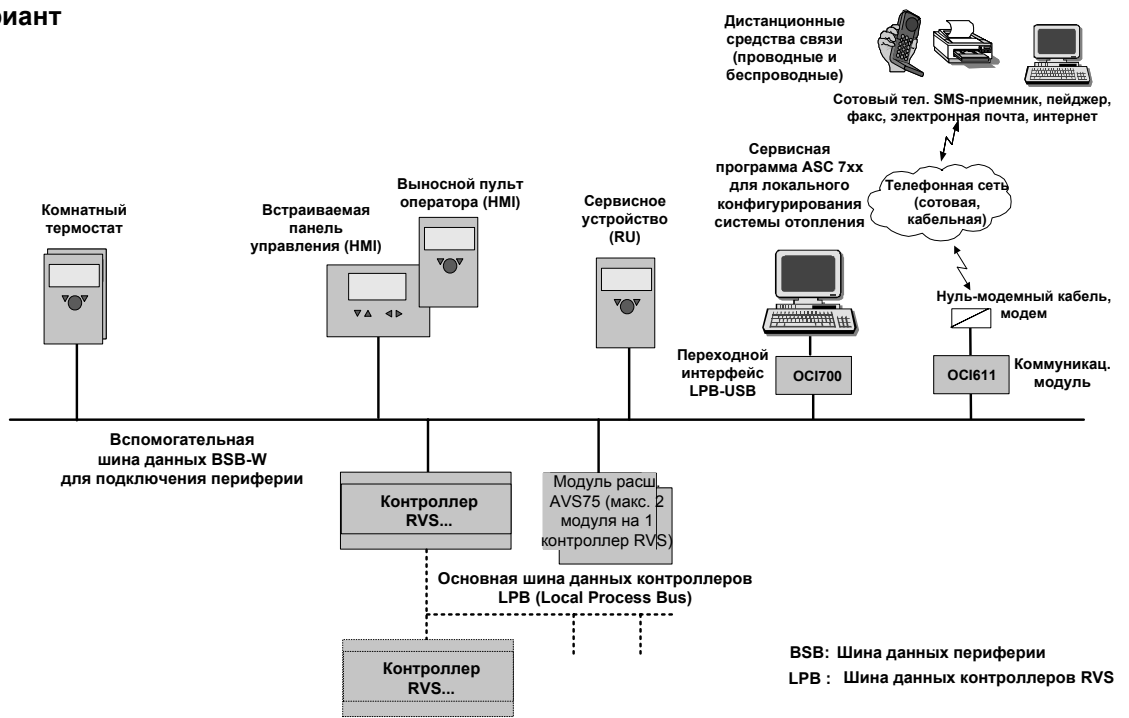 риант
Дистанционные
средства связи
(проводные и
беспроводные)
Сотовый тел. SMS-приемник, пейджер,
факс, электронная почта, интернет
Сервисная
программа ASC 7xx
для локального
конфигурирования
системы отопления
Телефонная сеть
(сотовая,
кабельная)
Комнатный
термостат
Встраиваемая
панель
управления (HMI)
Выносной пульт
оператора (HMI)
Сервисное
устройство
(RU)
Нуль-модемный кабель,
модем
Переходной
интерфейс
LPB-USB
OCI700
OCI611
Коммуникац.
модуль
Вспомогательная
шина данных BSB-W
для подключения периферии
Контроллер
RVS...
Модуль расш.
AVS75 (макс. 2
модуля на 1
контроллер RVS)
Основная шина данных контроллеров
LPB (Local Process Bus)
Контроллер
RVS...
BSB: Шина данных периферии
LPB : Шина данных контроллеров RVS